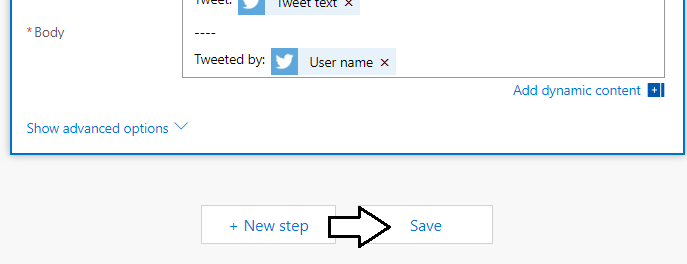 Tweet: Tweet text ×
* Body
----
Tweeted by: User name ×
Add dynamic content +
Show advanced options
+ New step
Save